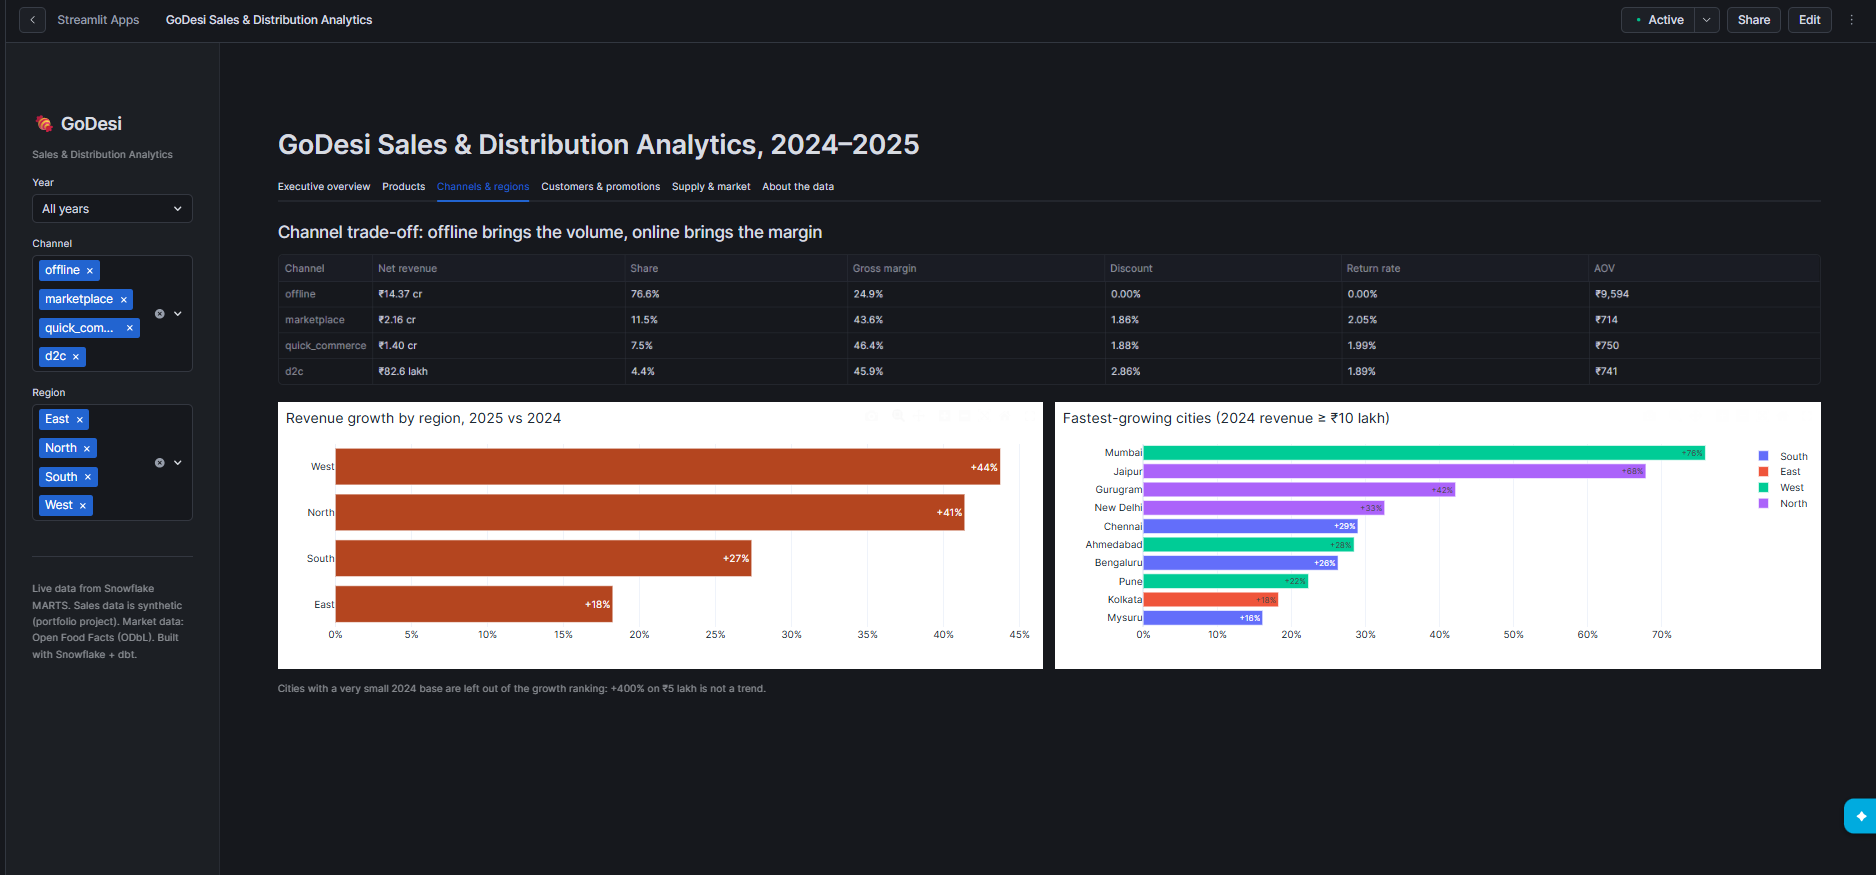 Streamlit Apps
GoDesi Sales & Distribution Analytics
Active
Share
Edit
GoDesi
Sales & Distribution Analytics
Year
All years
Channel
offline ×
marketplace ×
quick_com... ×
d2c ×
Region
East ×
North ×
South ×
West ×
Live data from Snowflake
MARTS. Sales data is synthetic
(portfolio project). Market data:
Open Food Facts (ODbL). Built
with Snowflake + dbt.
GoDesi Sales & Distribution Analytics, 2024–2025
Executive overview Products Channels & regions Customers & promotions Supply & market About the data
Channel trade-off: offline brings the volume, online brings the margin
Channel Net revenue Share Gross margin Discount Return rate AOV
offline ₹14.37 cr 76.6% 24.9% 0.00% 0.00% ₹9,594
marketplace ₹2.16 cr 11.5% 43.6% 1.86% 2.05% ₹714
quick_commerce ₹1.40 cr 7.5% 46.4% 1.88% 1.99% ₹750
d2c ₹82.6 lakh 4.4% 45.9% 2.86% 1.89% ₹741
Revenue growth by region, 2025 vs 2024
West +44%
North +41%
South +27%
East +18%
0% 5% 10% 15% 20% 25% 30% 35% 40% 45%
Fastest-growing cities (2024 revenue ≥ ₹10 lakh)
Mumbai +76%
Jaipur +68%
Gurugram +42%
New Delhi +33%
Chennai +29%
Ahmedabad +28%
Bengaluru +26%
Pune +22%
Kolkata +18%
Mysuru +16%
0% 10% 20% 30% 40% 50% 60% 70%
South
East
West
North
Cities with a very small 2024 base are left out of the growth ranking: +400% on ₹5 lakh is not a trend.